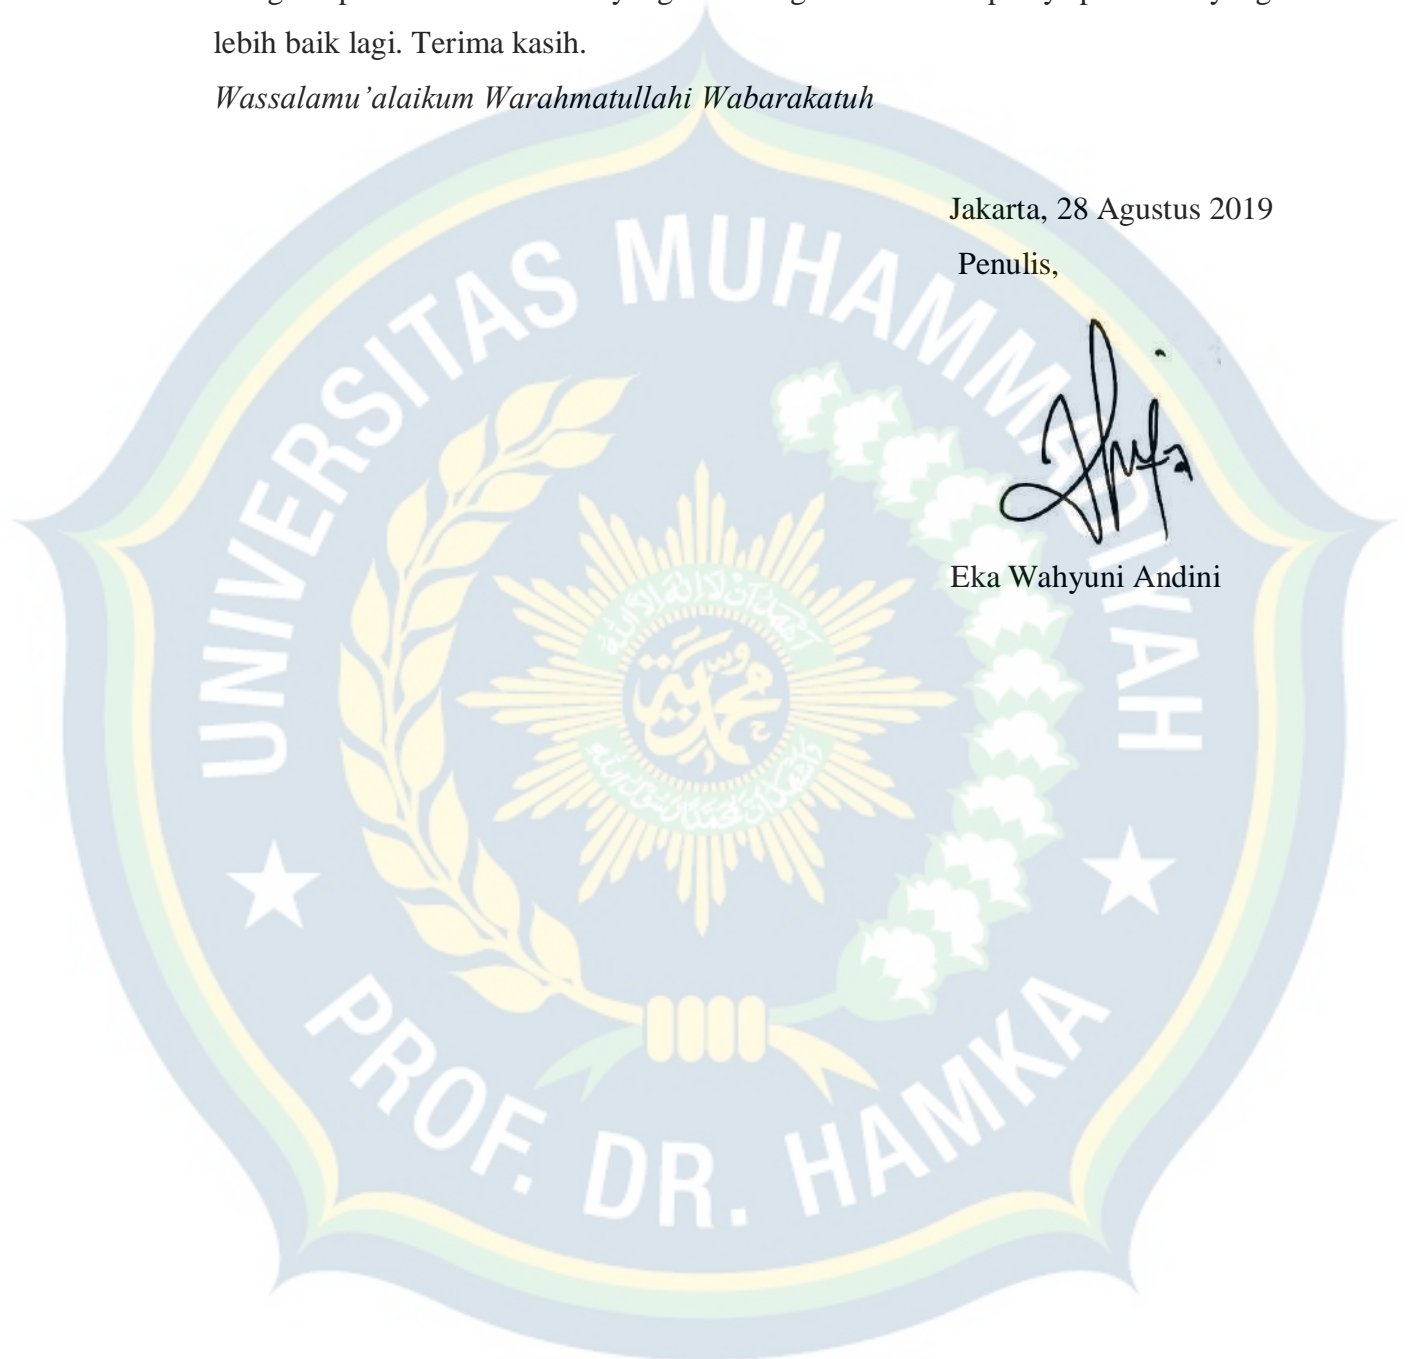 lebih baik lagi. Terima kasih.
Wassalamu’alaikum Warahmatullahi Wabarakatuh
Jakarta, 28 Agustus 2019
Penulis,
Eka Wahyuni Andini
UNIVERSITAS MUHAMMADIYAH
PROF. DR. HAMKA
محمدية